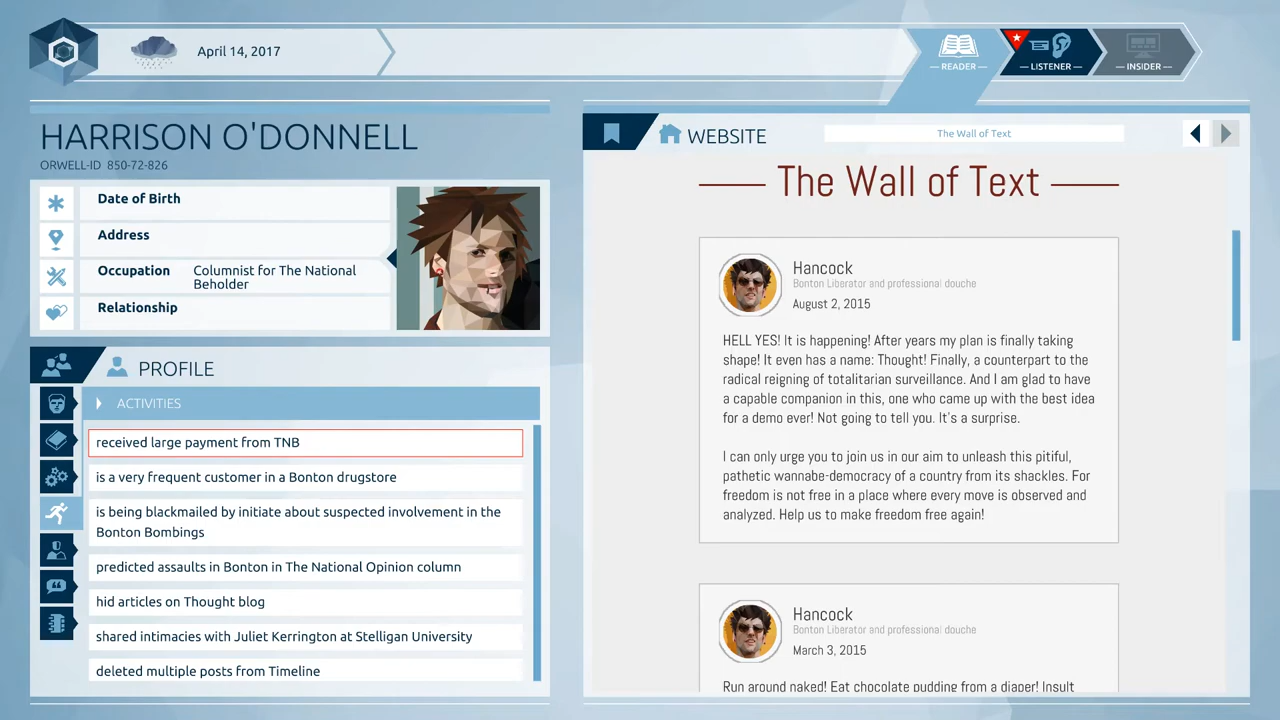 April 14, 2017
— READER —
— LISTENER —
— INSIDER —
HARRISON O'DONNELL
ORWELL-ID 850-72-826
Date of Birth
Address
Occupation Columnist for The National
Beholder
Relationship
PROFILE
ACTIVITIES
received large payment from TNB
is a very frequent customer in a Bonton drugstore
is being blackmailed by initiate about suspected involvement in the
Bonton Bombings
predicted assaults in Bonton in The National Opinion column
hid articles on Thought blog
shared intimacies with Juliet Kerrington at Stelligan University
deleted multiple posts from Timeline
WEBSITE
The Wall of Text
The Wall of Text
Hancock
Bonton Liberator and professional douche
August 2, 2015
HELL YES! It is happening! After years my plan is finally taking
shape! It even has a name: Thought! Finally, a counterpart to the
radical reigning of totalitarian surveillance. And I am glad to have
a capable companion in this, one who came up with the best idea
for a demo ever! Not going to tell you. It's a surprise.
I can only urge you to join us in our aim to unleash this pitiful,
pathetic wannabe-democracy of a country from its shackles. For
freedom is not free in a place where every move is observed and
analyzed. Help us to make freedom free again!
Hancock
Bonton Liberator and professional douche
March 3, 2015
Run around naked! Eat chocolate pudding from a diaper! Insult